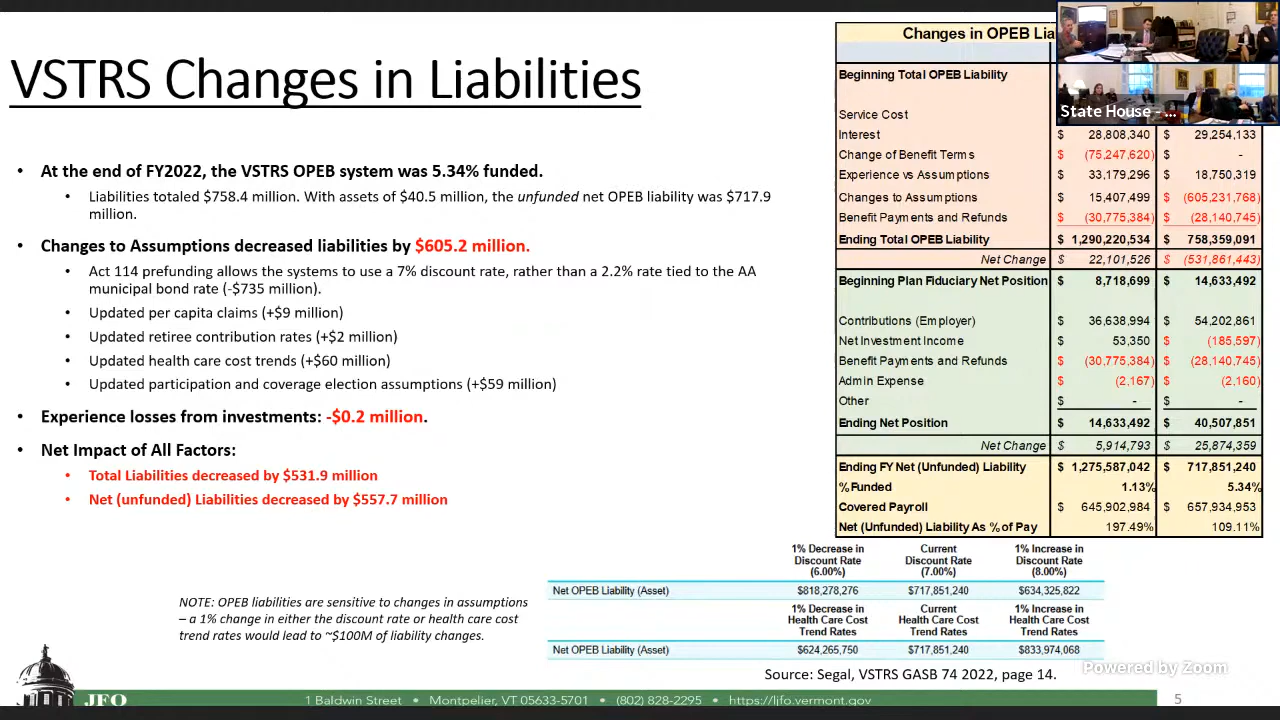 VSTRS Changes in Liabilities
• At the end of FY2022, the VSTRS OPEB system was 5.34% funded.
• Liabilities totaled $758.4 million. With assets of $40.5 million, the unfunded net OPEB liability was $717.9
million.
• Changes to Assumptions decreased liabilities by $605.2 million.
• Act 114 prefunding allows the systems to use a 7% discount rate, rather than a 2.2% rate tied to the AA
municipal bond rate (-$735 million).
• Updated per capita claims (+$9 million)
• Updated retiree contribution rates (+$2 million)
• Updated health care cost trends (+$60 million)
• Updated participation and coverage election assumptions (+$59 million)
• Experience losses from investments: -$0.2 million.
• Net Impact of All Factors:
• Total Liabilities decreased by $531.9 million
• Net (unfunded) Liabilities decreased by $557.7 million
Changes in OPEB Lia
Beginning Total OPEB Liability
Service Cost
Interest $ 28,808,340 $ 29,254,133
Change of Benefit Terms $ (75,247,620) $ -
Experience vs Assumptions $ 33,179,296 $ 18,750,319
Changes to Assumptions $ 15,407,499 $ (605,231,768)
Benefit Payments and Refunds $ (30,775,384) $ (28,140,745)
Ending Total OPEB Liability $ 1,290,220,534 $ 758,359,091
Net Change $ 22,101,526 $ (531,861,443)
Beginning Plan Fiduciary Net Position $ 8,718,699 $ 14,633,492
Contributions (Employer) $ 36,638,994 $ 54,202,861
Net Investment Income $ 53,350 $ (185,597)
Benefit Payments and Refunds $ (30,775,384) $ (28,140,745)
Admin Expense $ (2,167) $ (2,160)
Other $ - $ -
Ending Net Position $ 14,633,492 $ 40,507,851
Net Change $ 5,914,793 $ 25,874,359
Ending FY Net (Unfunded) Liability $ 1,275,587,042 $ 717,851,240
%Funded 1.13% 5.34%
Covered Payroll $ 645,902,984 $ 657,934,953
Net (Unfunded) Liability As % of Pay 197.49% 109.11%
State House - ...
1% Decrease in Current 1% Increase in
Discount Rate Discount Rate Discount Rate
(6.00%) (7.00%) (8.00%)
Net OPEB Liability (Asset) $818,278,276 $717,851,240 $634,325,822
1% Decrease in Current 1% Increase in
Health Care Cost Health Care Cost Health Care Cost
Trend Rates Trend Rates Trend Rates
Net OPEB Liability (Asset) $624,265,750 $717,851,240 $833,974,068
NOTE: OPEB liabilities are sensitive to changes in assumptions
– a 1% change in either the discount rate or health care cost
trend rates would lead to ~$100M of liability changes.
Source: Segal, VSTRS GASB 74 2022, page 14.
Powered by Zoom
JFO
1 Baldwin Street • Montpelier, VT 05633-5701 • (802) 828-2295 • https://ljfo.vermont.gov
5